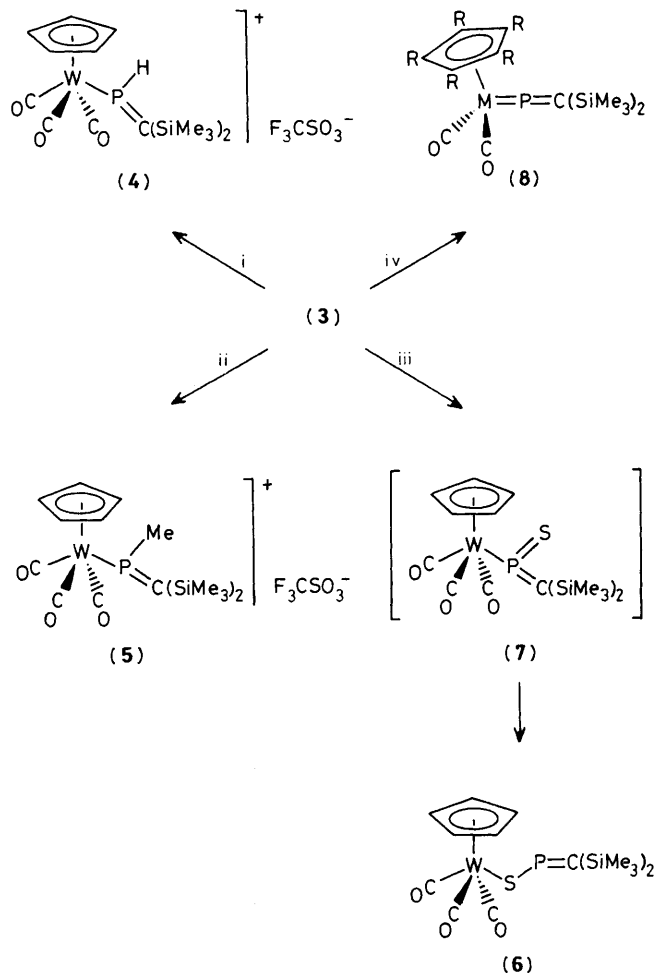 +
H
W
P
OC
C
O
C
O
C(SiMe₃)₂
F₃CSO₃⁻
(4)
R
R
R
R
R
M=P=C(SiMe₃)₂
OC
C
O
(8)
i
iv
(3)
ii
iii
+
Me
W
P
OC
C
O
C
O
C(SiMe₃)₂
F₃CSO₃⁻
(5)
S
W
P
OC
C
O
C
O
C(SiMe₃)₂
(7)
W
S
P=C(SiMe₃)₂
OC
C
O
C
O
(6)